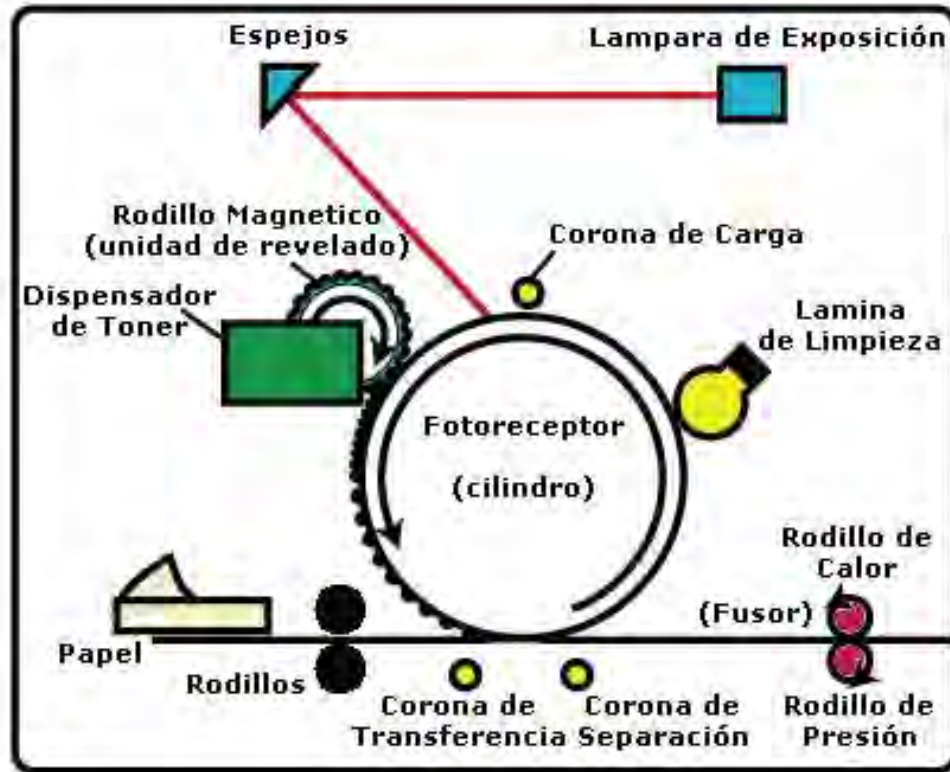 Espejos
Lampara de Exposición
Rodillo Magnetico
(unidad de revelado)
Corona de Carga
Dispensador
de Toner
Lamina
de Limpieza
Fotoreceptor
(cilindro)
Rodillo de
Calor
(Fusor)
Papel
Rodillos
Corona de
Transferencia
Corona de
Separación
Rodillo de
Presión